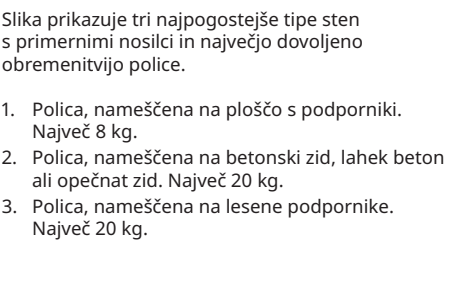 Slika prikazuje tri najpogostejše tipe sten
s primernimi nosilci in največjo dovoljeno
obremenitvijo police.
1. Polica, nameščena na ploščo s podporniki.
Največ 8 kg.
2. Polica, nameščena na betonski zid, lahek beton
ali opečnat zid. Največ 20 kg.
3. Polica, nameščena na lesene podpornike.
Največ 20 kg.